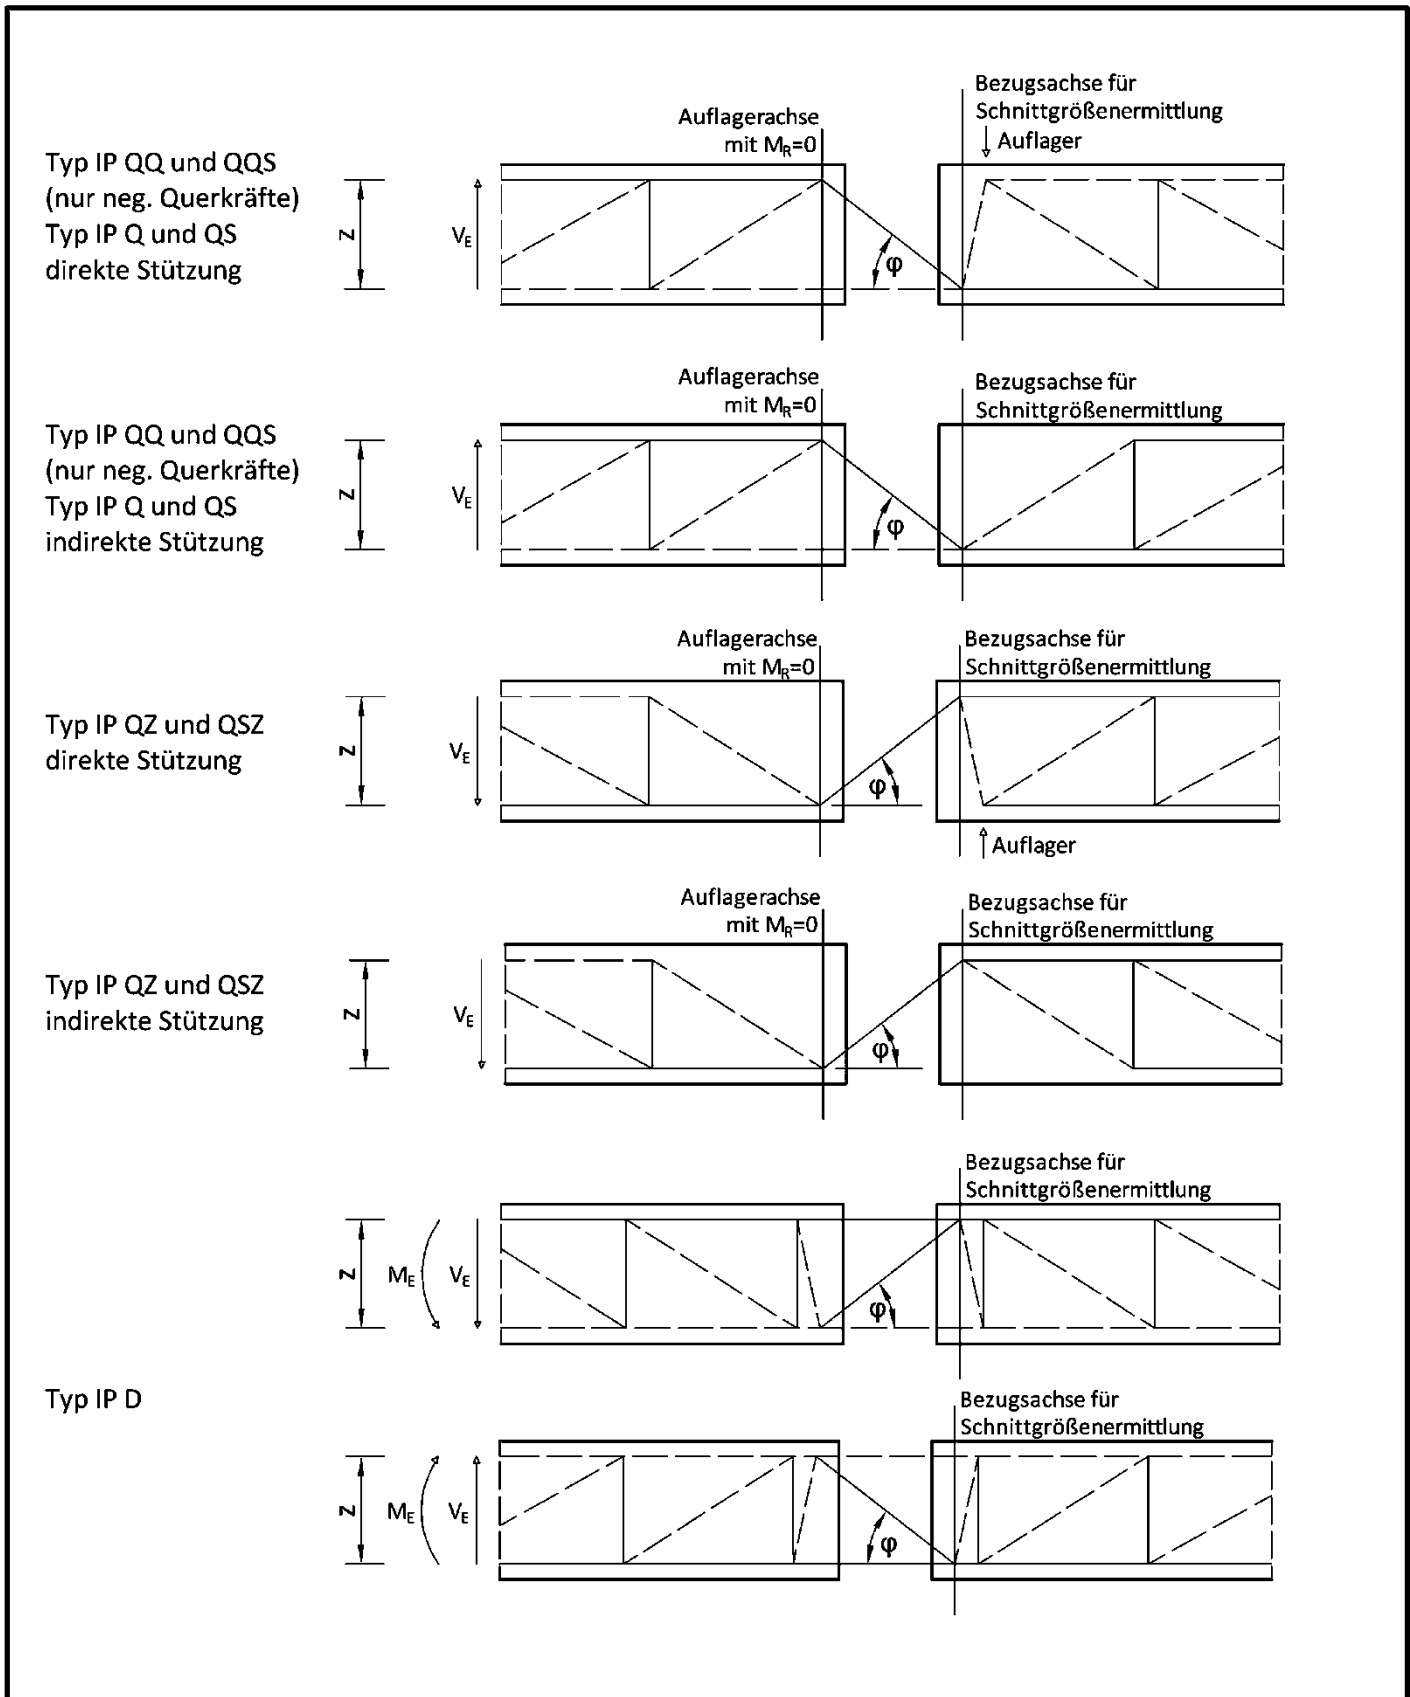 Bezugsachse für
Schnittgrößenermittlung
Auflagerachse
mit M_R=0
Auflager
Typ IP QQ und QQS
(nur neg. Querkräfte)
Typ IP Q und QS
direkte Stützung
z
V_E
φ
Auflagerachse
mit M_R=0
Bezugsachse für
Schnittgrößenermittlung
Typ IP QQ und QQS
(nur neg. Querkräfte)
Typ IP Q und QS
indirekte Stützung
z
V_E
φ
Auflagerachse
mit M_R=0
Bezugsachse für
Schnittgrößenermittlung
Typ IP QZ und QSZ
direkte Stützung
z
V_E
φ
Auflager
Auflagerachse
mit M_R=0
Bezugsachse für
Schnittgrößenermittlung
Typ IP QZ und QSZ
indirekte Stützung
z
V_E
φ
Bezugsachse für
Schnittgrößenermittlung
z
M_E
V_E
φ
Typ IP D
Bezugsachse für
Schnittgrößenermittlung
z
M_E
V_E
φ